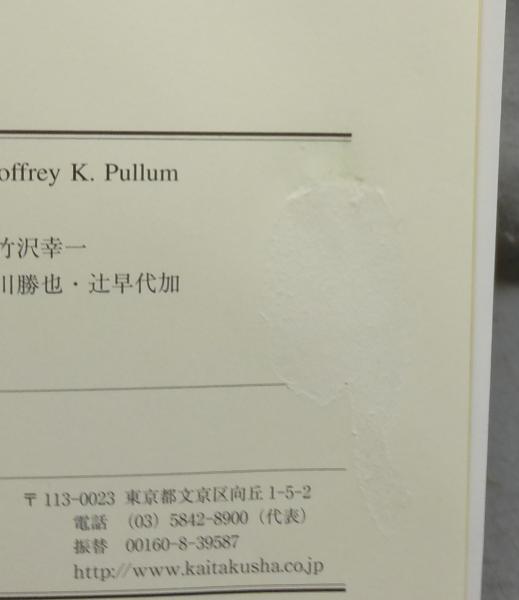 offrey K. Pullum
竹沢幸一
川勝也・辻早代加
〒113-0023 東京都文京区向丘 1-5-2
電話 (03) 5842-8900 (代表)
振替 00160-8-39587
http://www.kaitakusha.co.jp